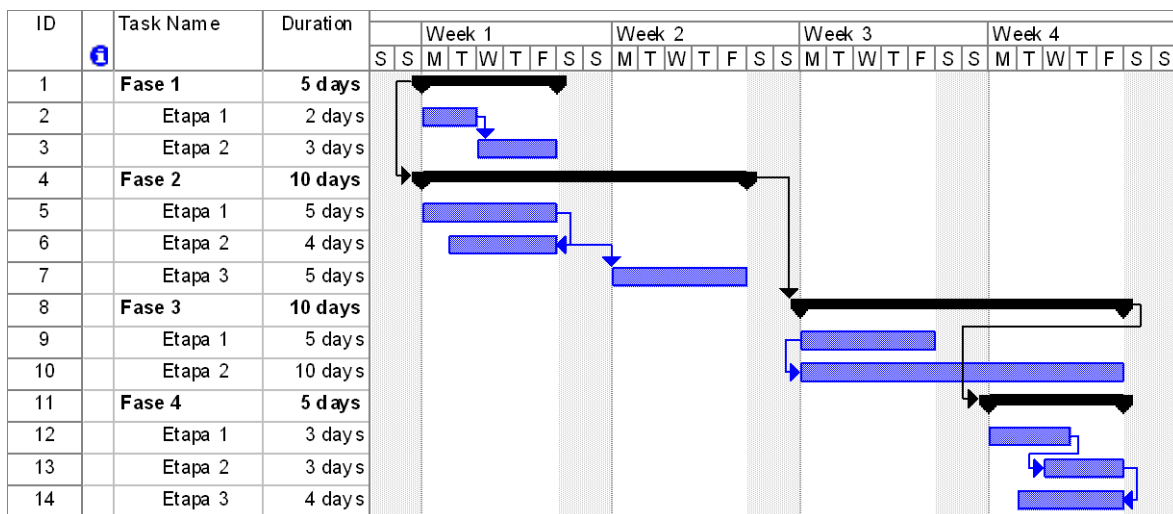 ID Task Name Duration Week 1 Week 2 Week 3 Week 4
S S M T W T F S S M T W T F S S M T W T F S S M T W T F S S
1 Fase 1 5 days
2 Etapa 1 2 days
3 Etapa 2 3 days
4 Fase 2 10 days
5 Etapa 1 5 days
6 Etapa 2 4 days
7 Etapa 3 5 days
8 Fase 3 10 days
9 Etapa 1 5 days
10 Etapa 2 10 days
11 Fase 4 5 days
12 Etapa 1 3 days
13 Etapa 2 3 days
14 Etapa 3 4 days